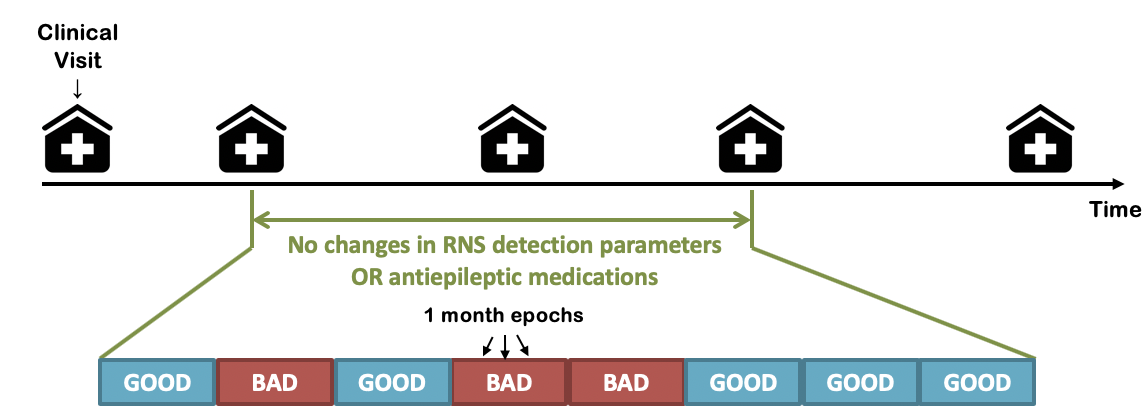 Clinical
Visit
Time
No changes in RNS detection parameters
OR antiepileptic medications
1 month epochs
GOOD BAD GOOD BAD BAD GOOD GOOD GOOD